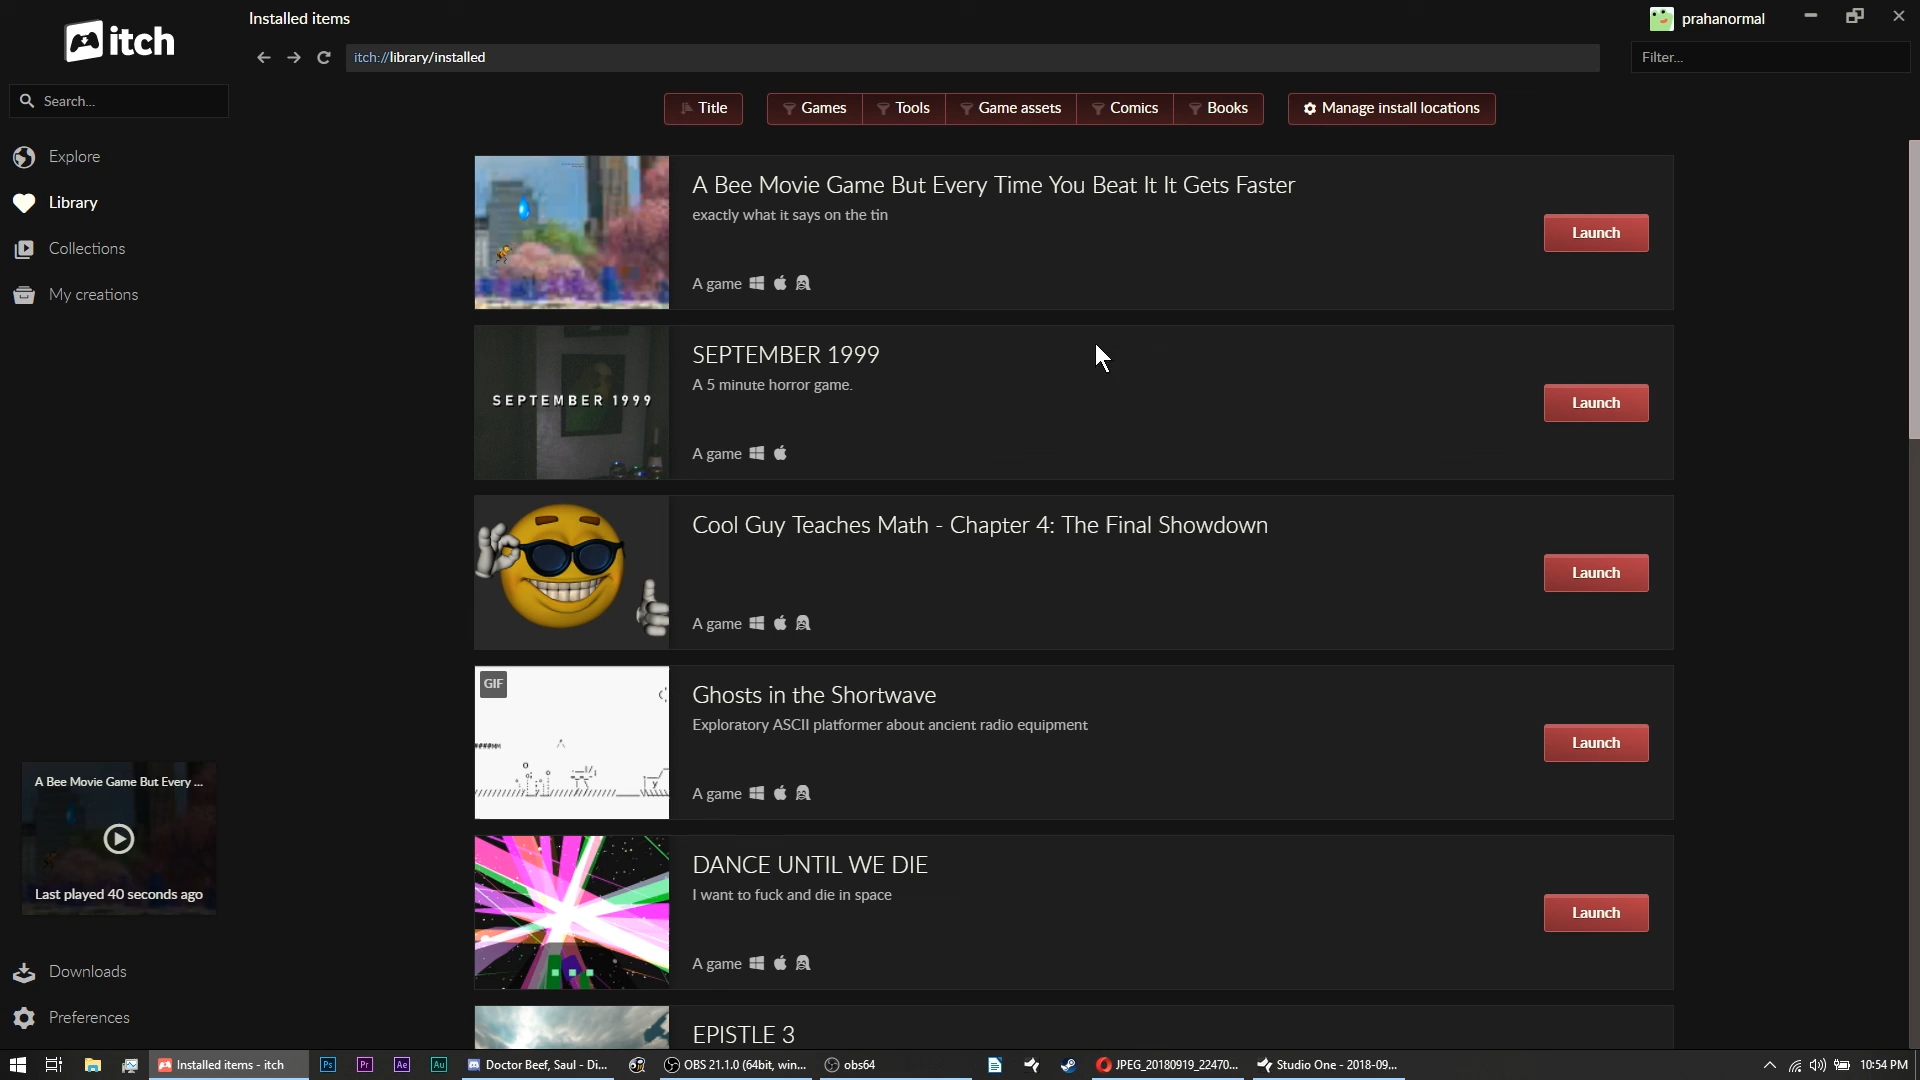 itch
Installed items
prahanormal
itch://library/installed
Filter...
Search...
Title
Games
Tools
Game assets
Comics
Books
Manage install locations
Explore
Library
Collections
My creations
A Bee Movie Game But Every Time You Beat It It Gets Faster
exactly what it says on the tin
A game
Launch
SEPTEMBER 1999
SEPTEMBER 1999
A 5 minute horror game.
A game
Launch
Cool Guy Teaches Math - Chapter 4: The Final Showdown
A game
Launch
GIF
Ghosts in the Shortwave
Exploratory ASCII platformer about ancient radio equipment
A game
Launch
DANCE UNTIL WE DIE
I want to fuck and die in space
A game
Launch
EPISTLE 3
A Bee Movie Game But Every ...
Last played 40 seconds ago
Downloads
Preferences
Installed items - itch
Ps
Pr
Ae
Au
Doctor Beef, Saul - Di...
OBS 21.1.0 (64bit, win...
obs64
JPEG_20180919_22470...
Studio One - 2018-09...
10:54 PM